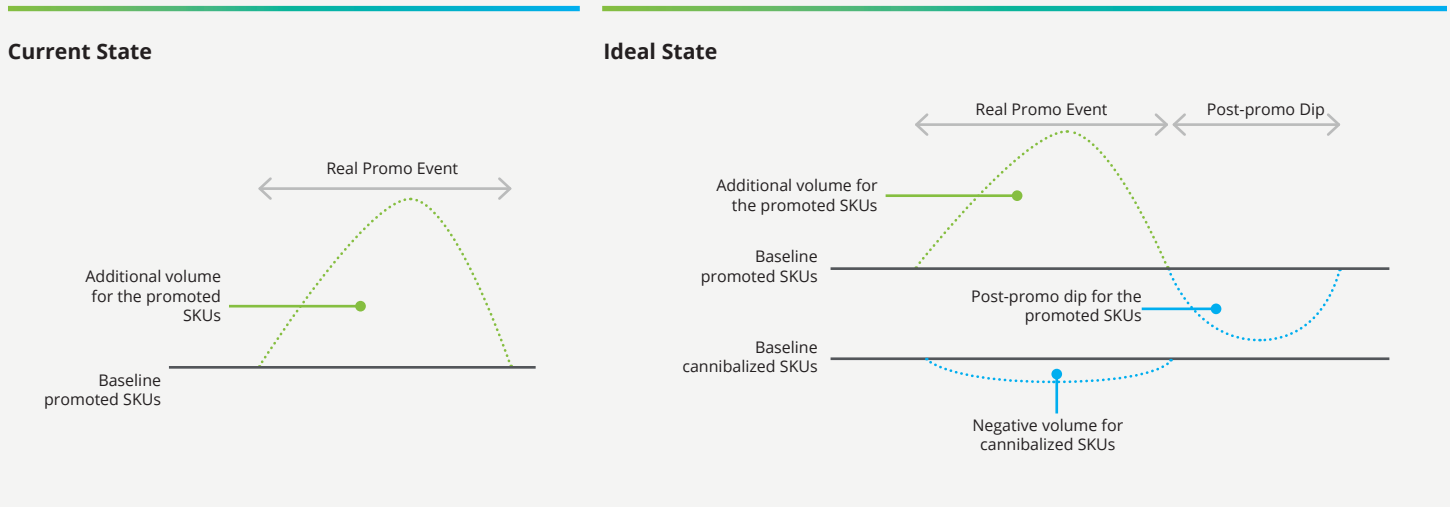 Current State
Real Promo Event
Additional volume
for the promoted
SKUs
Baseline
promoted SKUs
Ideal State
Real Promo Event
Post-promo Dip
Additional volume for
the promoted SKUs
Baseline
promoted SKUs
Post-promo dip for the
promoted SKUs
Baseline
cannibalized SKUs
Negative volume for
cannibalized SKUs